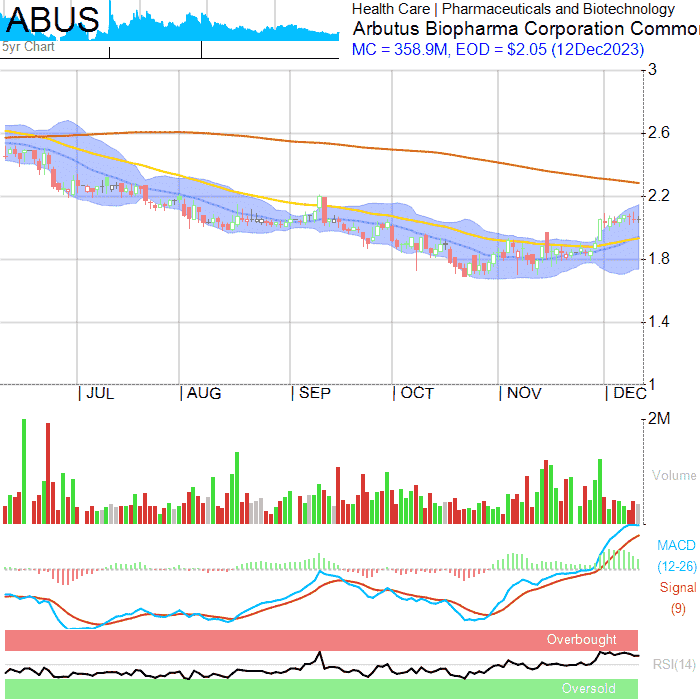 ABUS
5yr Chart
Health Care | Pharmaceuticals and Biotechnology
Arbutus Biopharma Corporation Common
MC = 358.9M, EOD = $2.05 (12Dec2023)
3
2.6
2.2
1.8
1.4
1
JUL
AUG
SEP
OCT
NOV
DEC
2M
Volume
MACD
(12-26)
Signal
(9)
Overbought
RSI(14)
Oversold